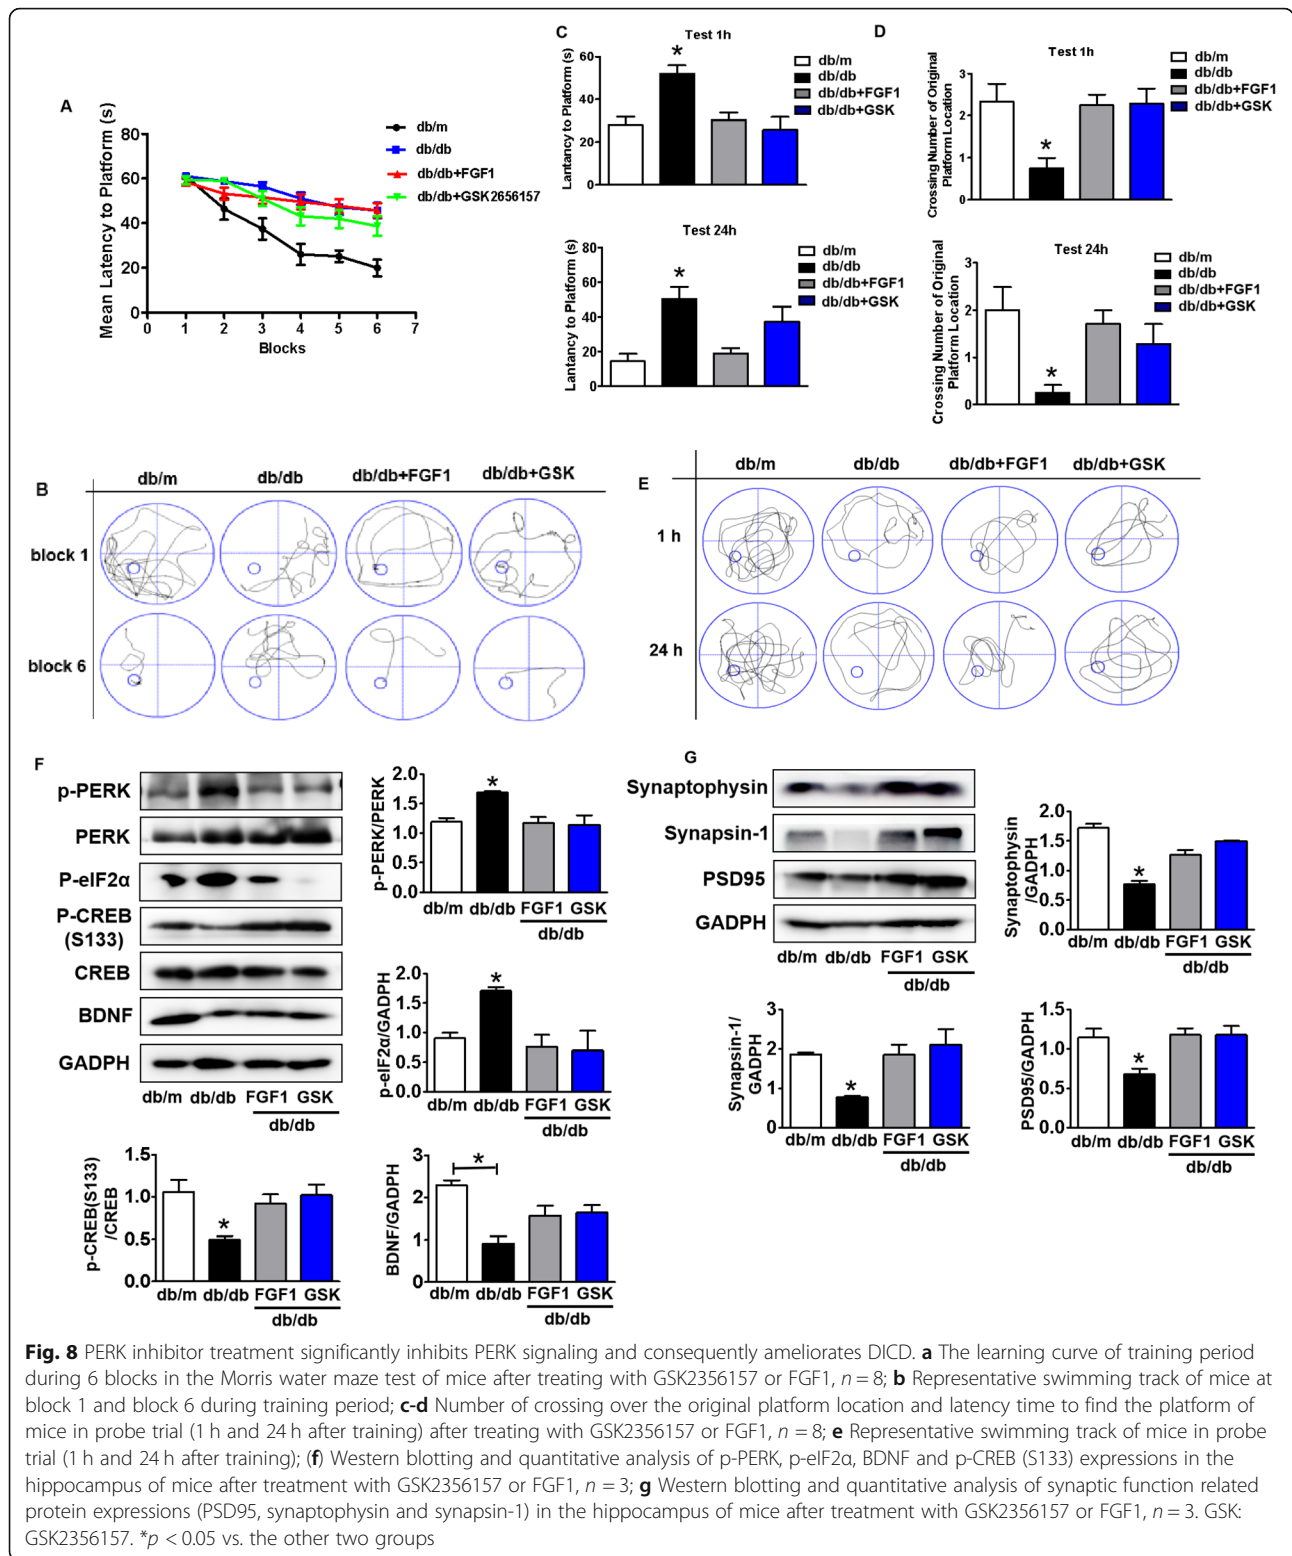 A
Mean Latency to Platform (s)
80
60
40
20
0
0 1 2 3 4 5 6 7
Blocks
db/m
db/db
db/db+FGF1
db/db+GSK2656157
C
Test 1h
Lantancy to Platform (s)
60
40
20
0
db/m
db/db
db/db+FGF1
db/db+GSK
*
Test 24h
Lantancy to Platform (s)
80
60
40
20
0
db/m
db/db
db/db+FGF1
db/db+GSK
*
D
Test 1h
Crossing Number of Original
Platform Location
3
2
1
0
db/m
db/db
db/db+FGF1
db/db+GSK
*
Test 24h
Crossing Number of Original
Platform Location
3
2
1
0
db/m
db/db
db/db+FGF1
db/db+GSK
*
B
db/m db/db db/db+FGF1 db/db+GSK
block 1
block 6
E
db/m db/db db/db+FGF1 db/db+GSK
1 h
24 h
F
p-PERK
PERK
P-eIF2α
P-CREB
(S133)
CREB
BDNF
GADPH
db/m db/db FGF1 GSK
db/db
p-PERK/PERK
2.0
1.5
1.0
0.5
0.0
*
db/m db/db FGF1 GSK
db/db
p-eIF2α/GADPH
2.0
1.5
1.0
0.5
0.0
*
db/m db/db FGF1 GSK
db/db
p-CREB(S133)
/CREB
1.5
1.0
0.5
0.0
*
db/m db/db FGF1 GSK
db/db
BDNF/GADPH
3
2
1
0
*
db/m db/db FGF1 GSK
db/db
G
Synaptophysin
Synapsin-1
PSD95
GADPH
db/m db/db FGF1 GSK
db/db
Synaptophysin
/GADPH
2.0
1.5
1.0
0.5
0.0
*
db/m db/db FGF1 GSK
db/db
Synapsin-1/
GADPH
3
2
1
0
*
db/m db/db FGF1 GSK
db/db
PSD95/GADPH
1.5
1.0
0.5
0.0
*
db/m db/db FGF1 GSK
db/db
Fig. 8 PERK inhibitor treatment significantly inhibits PERK signaling and consequently ameliorates DICD. a The learning curve of training period
during 6 blocks in the Morris water maze test of mice after treating with GSK2356157 or FGF1, n = 8; b Representative swimming track of mice at
block 1 and block 6 during training period; c-d Number of crossing over the original platform location and latency time to find the platform of
mice in probe trial (1 h and 24 h after training) after treating with GSK2356157 or FGF1, n = 8; e Representative swimming track of mice in probe
trial (1 h and 24 h after training); (f) Western blotting and quantitative analysis of p-PERK, p-eIF2α, BDNF and p-CREB (S133) expressions in the
hippocampus of mice after treatment with GSK2356157 or FGF1, n = 3; g Western blotting and quantitative analysis of synaptic function related
protein expressions (PSD95, synaptophysin and synapsin-1) in the hippocampus of mice after treatment with GSK2356157 or FGF1, n = 3. GSK:
GSK2356157. *p < 0.05 vs. the other two groups